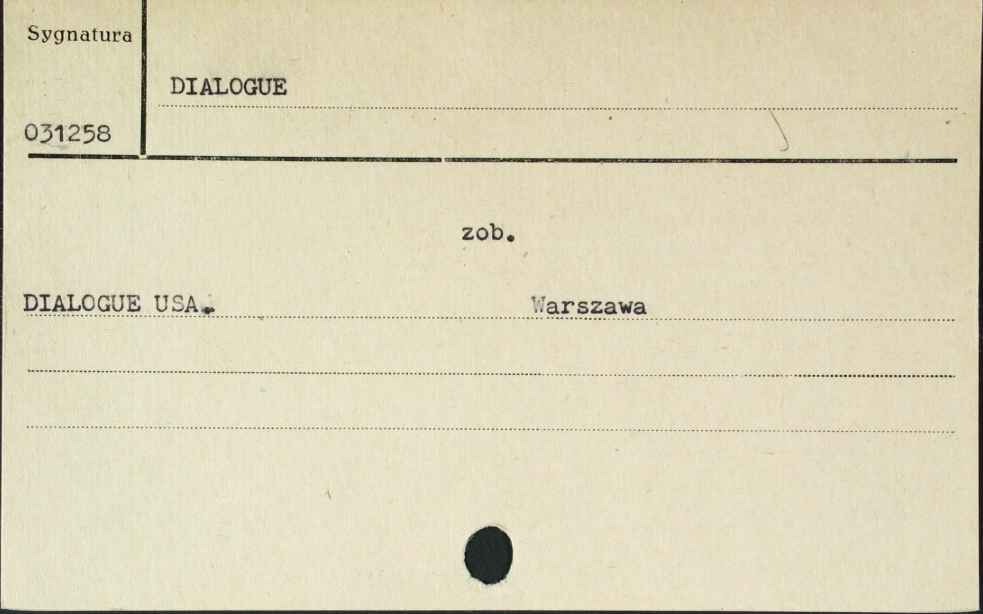 Sygnatura
DIALOGUE
031258
zob.
DIALOGUE USA.
Warszawa